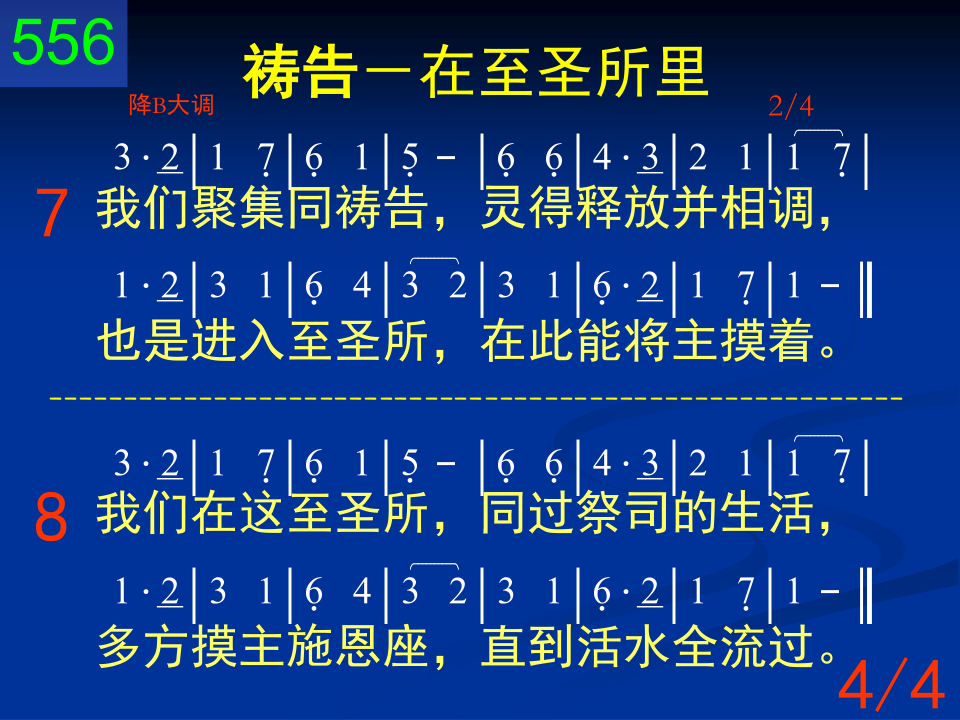 556
祷告－在至圣所里
降B大调 2/4
3 · 2 | 1 7̣ | 6̣ 1 | 5̣ － | 6̣ 6̣ | 4 · 3 | 2 1 | 1 7̣ |
7 我们聚集同祷告，灵得释放并相调，
1 · 2 | 3 1 | 6̣ 4 | 3 2 | 3 1 | 6̣ · 2 | 1 7̣ | 1 － ‖
也是进入至圣所，在此能将主摸着。
3 · 2 | 1 7̣ | 6̣ 1 | 5̣ － | 6̣ 6̣ | 4 · 3 | 2 1 | 1 7̣ |
8 我们在这至圣所，同过祭司的生活，
1 · 2 | 3 1 | 6̣ 4 | 3 2 | 3 1 | 6̣ · 2 | 1 7̣ | 1 － ‖
多方摸主施恩座，直到活水全流过。
4/4